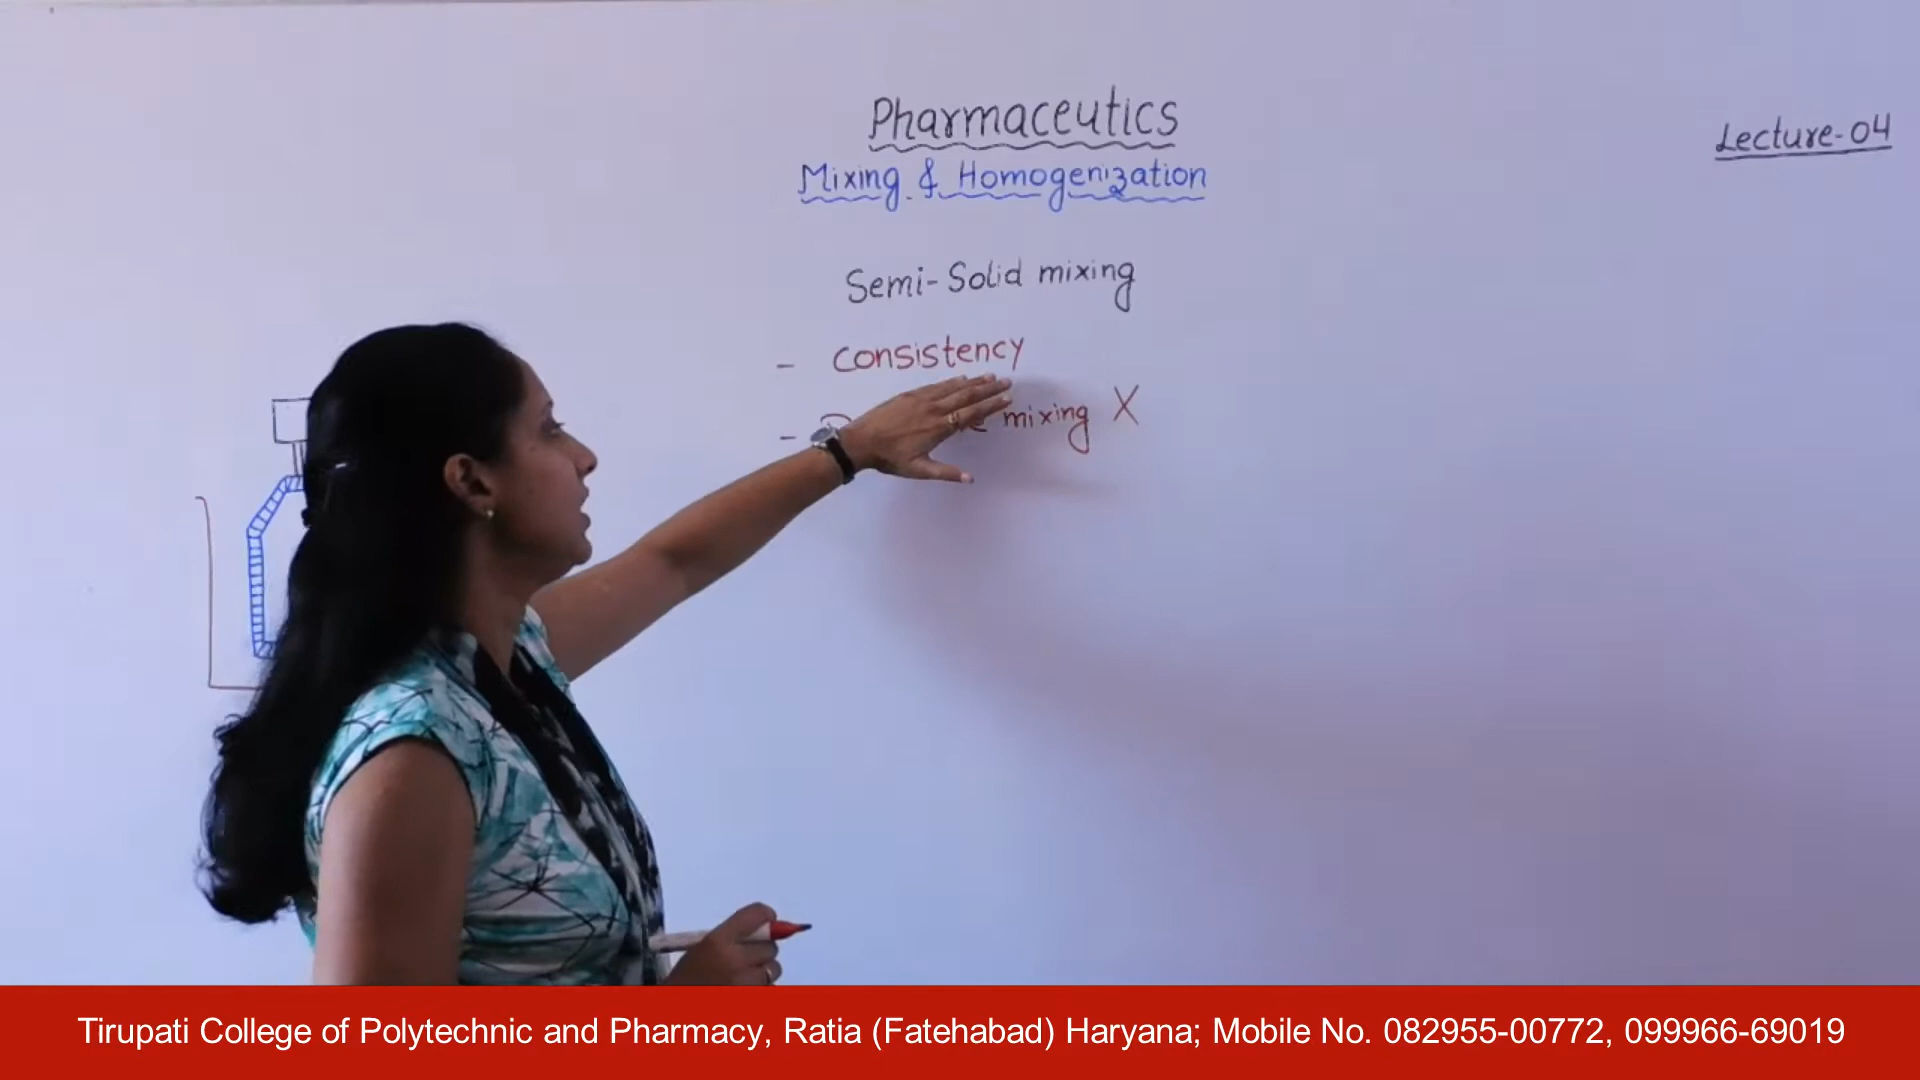 Pharmaceutics
Lecture-04
Mixing & Homogenization
Semi-Solid mixing
- Consistency
- mixing X
Tirupati College of Polytechnic and Pharmacy, Ratia (Fatehabad) Haryana; Mobile No. 082955-00772, 099966-69019